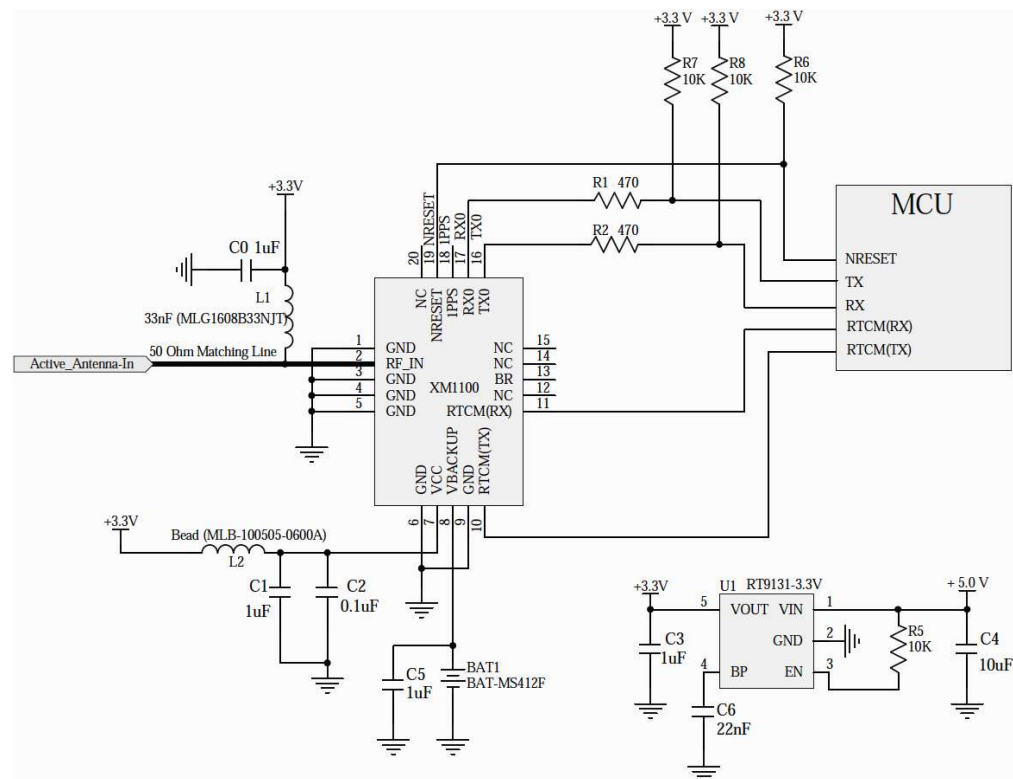 +3.3 V
+3.3 V
+3.3 V
R7
10K
R8
10K
R6
10K
+3.3V
C0 1uF
L1
33nF (MLG1608B33NJT)
50 Ohm Matching Line
Active_Antenna-In
R1 470
R2 470
MCU
NRESET
TX
RX
RTCM(RX)
RTCM(TX)
20
19
18
17
16
NRESET
1PPS
RX0
TX0
NC
NRESET
1PPS
RX0
TX0
1
2
3
4
5
GND
RF_IN
GND
GND
GND
XM1100
NC
NC
BR
NC
RTCM(RX)
15
14
13
12
11
GND
VCC
VBACKUP
GND
RTCM(TX)
6
7
8
9
10
+3.3V
Bead (MLB-100505-0600A)
L2
C1
1uF
C2
0.1uF
C5
1uF
BAT1
BAT-MS412F
+3.3V
U1 RT9131-3.3V
+ 5.0 V
5
VOUT VIN
1
GND
2
4
BP
EN
3
C3
1uF
R5
10K
C4
10uF
C6
22nF